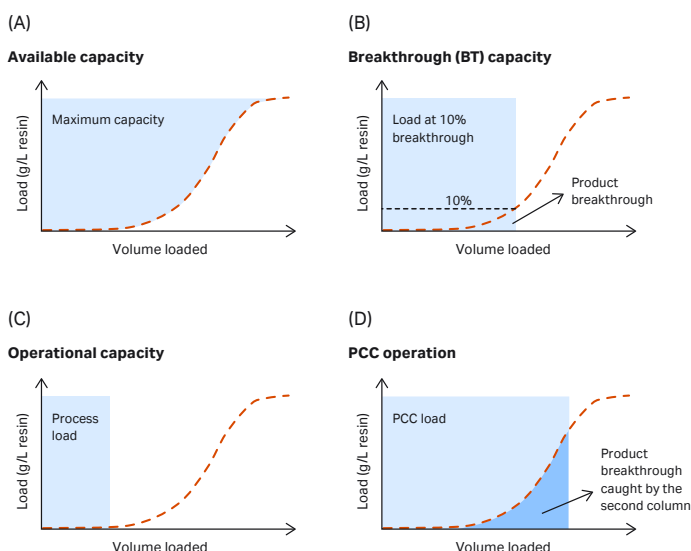 (A)
Available capacity
Load (g/L resin)
Maximum capacity
Volume loaded
(B)
Breakthrough (BT) capacity
Load (g/L resin)
Load at 10%
breakthrough
10%
Product
breakthrough
Volume loaded
(C)
Operational capacity
Load (g/L resin)
Process
load
Volume loaded
(D)
PCC operation
Load (g/L resin)
PCC load
Product
breakthrough
caught by the
second column
Volume loaded